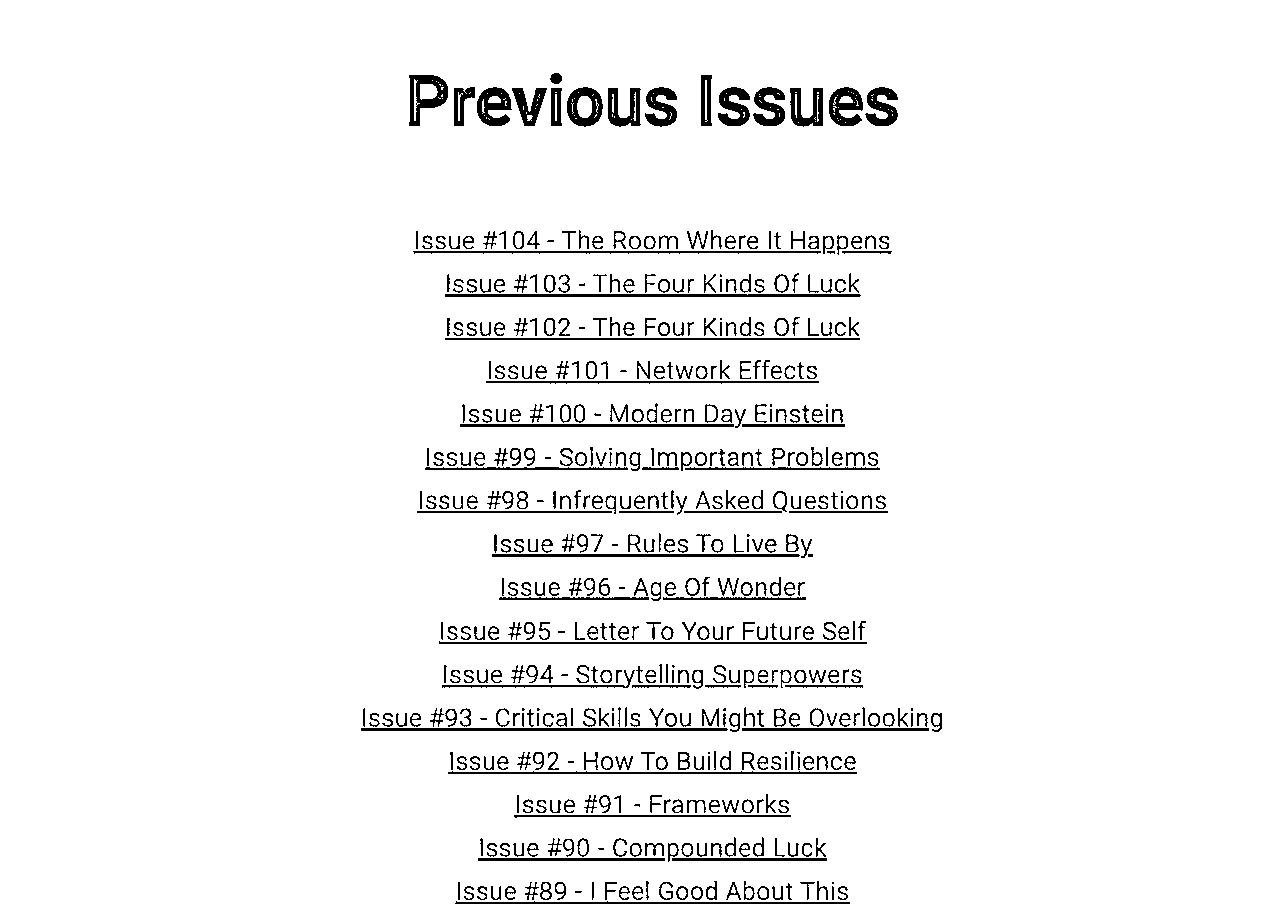 Previous Issues
Issue #104 - The Room Where It Happens
Issue #103 - The Four Kinds Of Luck
Issue #102 - The Four Kinds Of Luck
Issue #101 - Network Effects
Issue #100 - Modern Day Einstein
Issue #99 - Solving Important Problems
Issue #98 - Infrequently Asked Questions
Issue #97 - Rules To Live By
Issue #96 - Age Of Wonder
Issue #95 - Letter To Your Future Self
Issue #94 - Storytelling Superpowers
Issue #93 - Critical Skills You Might Be Overlooking
Issue #92 - How To Build Resilience
Issue #91 - Frameworks
Issue #90 - Compounded Luck
Issue #89 - I Feel Good About This